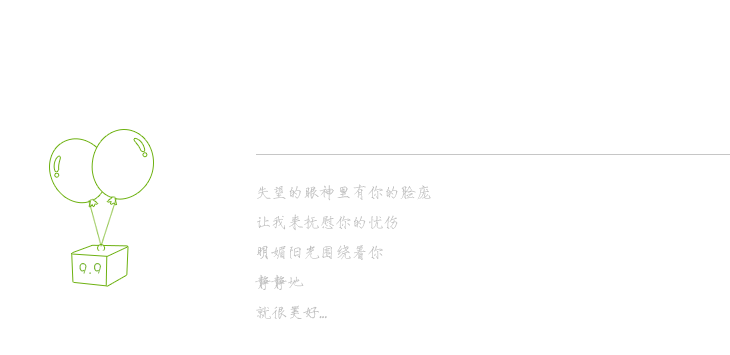 失望的眼神里有你的脸庞
让我来抚慰你的忧伤
明媚阳光围绕着你
静静地
就很美好…